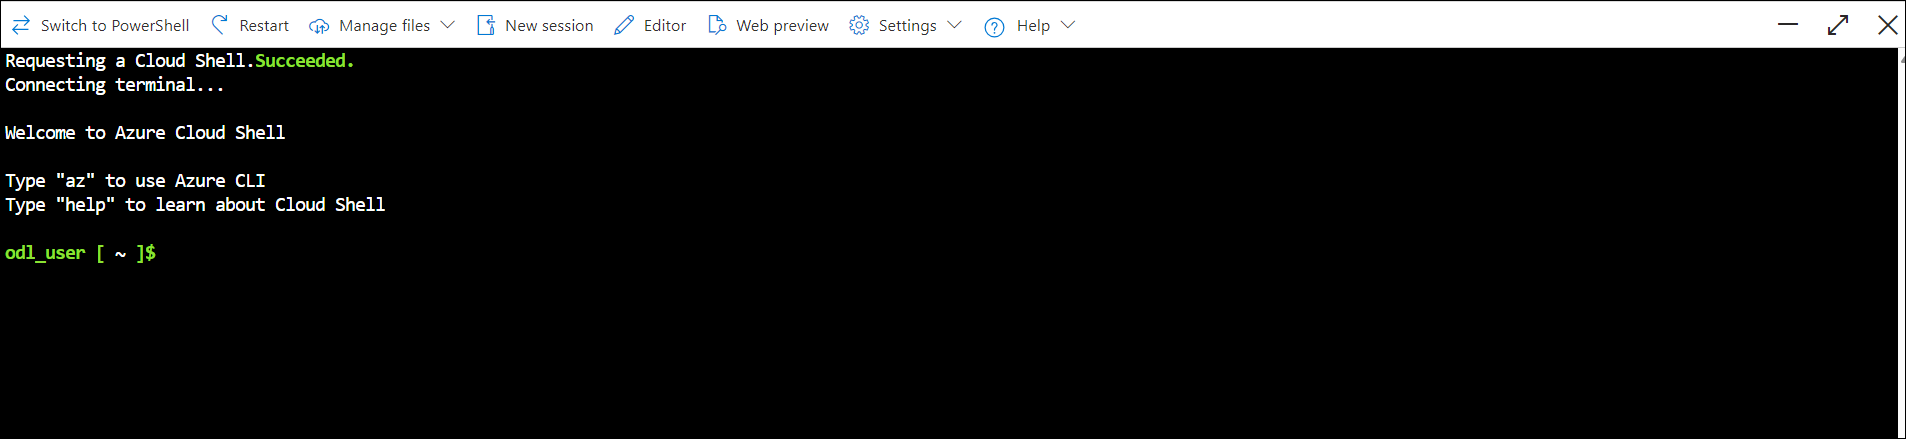 Switch to PowerShell Restart Manage files New session Editor Web preview Settings Help
Requesting a Cloud Shell.Succeeded.
Connecting terminal...
Welcome to Azure Cloud Shell
Type "az" to use Azure CLI
Type "help" to learn about Cloud Shell
odl_user [ ~ ]$